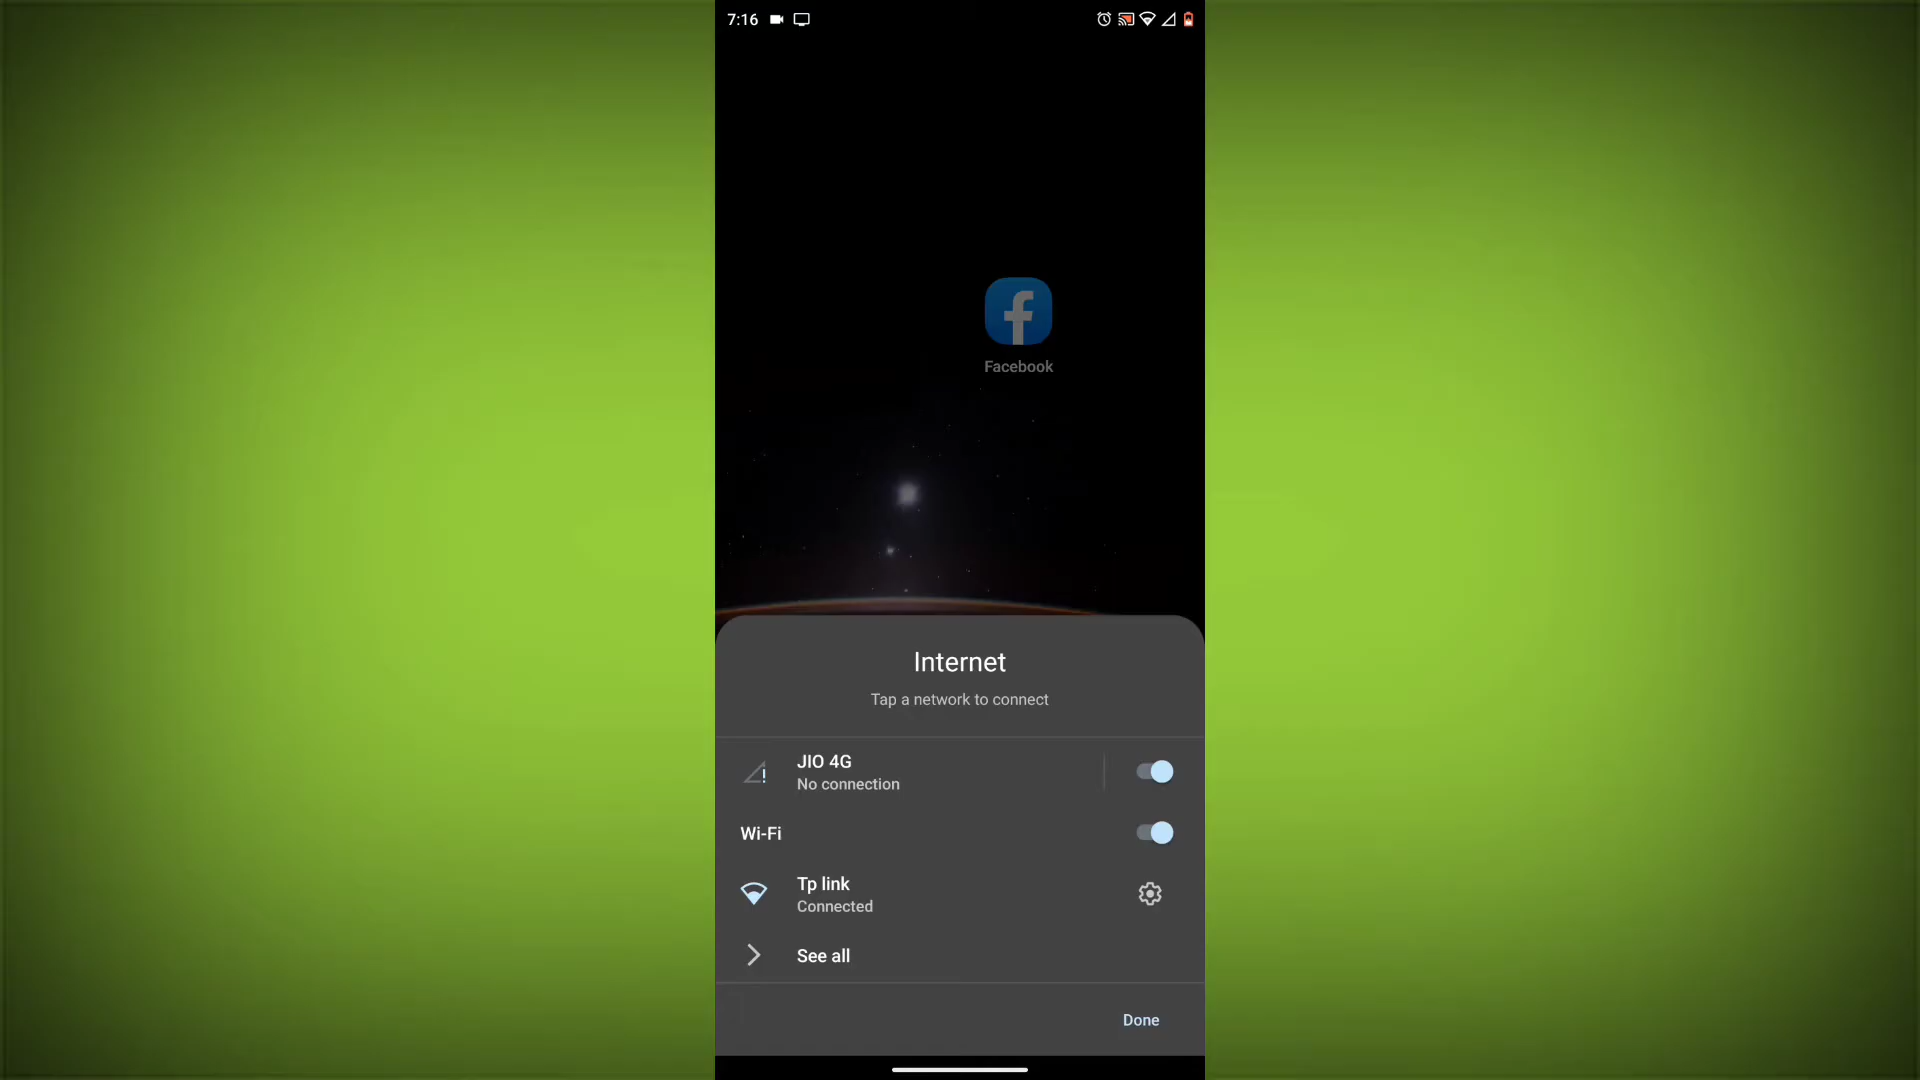 7:16
Facebook
Internet
Tap a network to connect
JIO 4G
No connection
Wi-Fi
Tp link
Connected
See all
Done